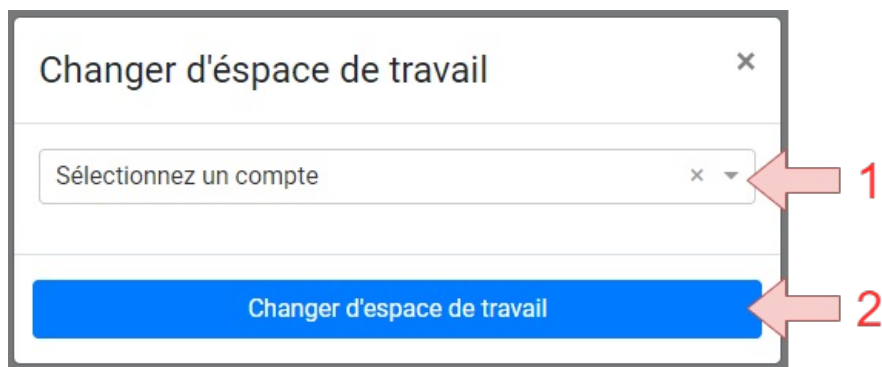 Changer d'éspace de travail ×
Sélectionnez un compte ×
1
Changer d'espace de travail
2